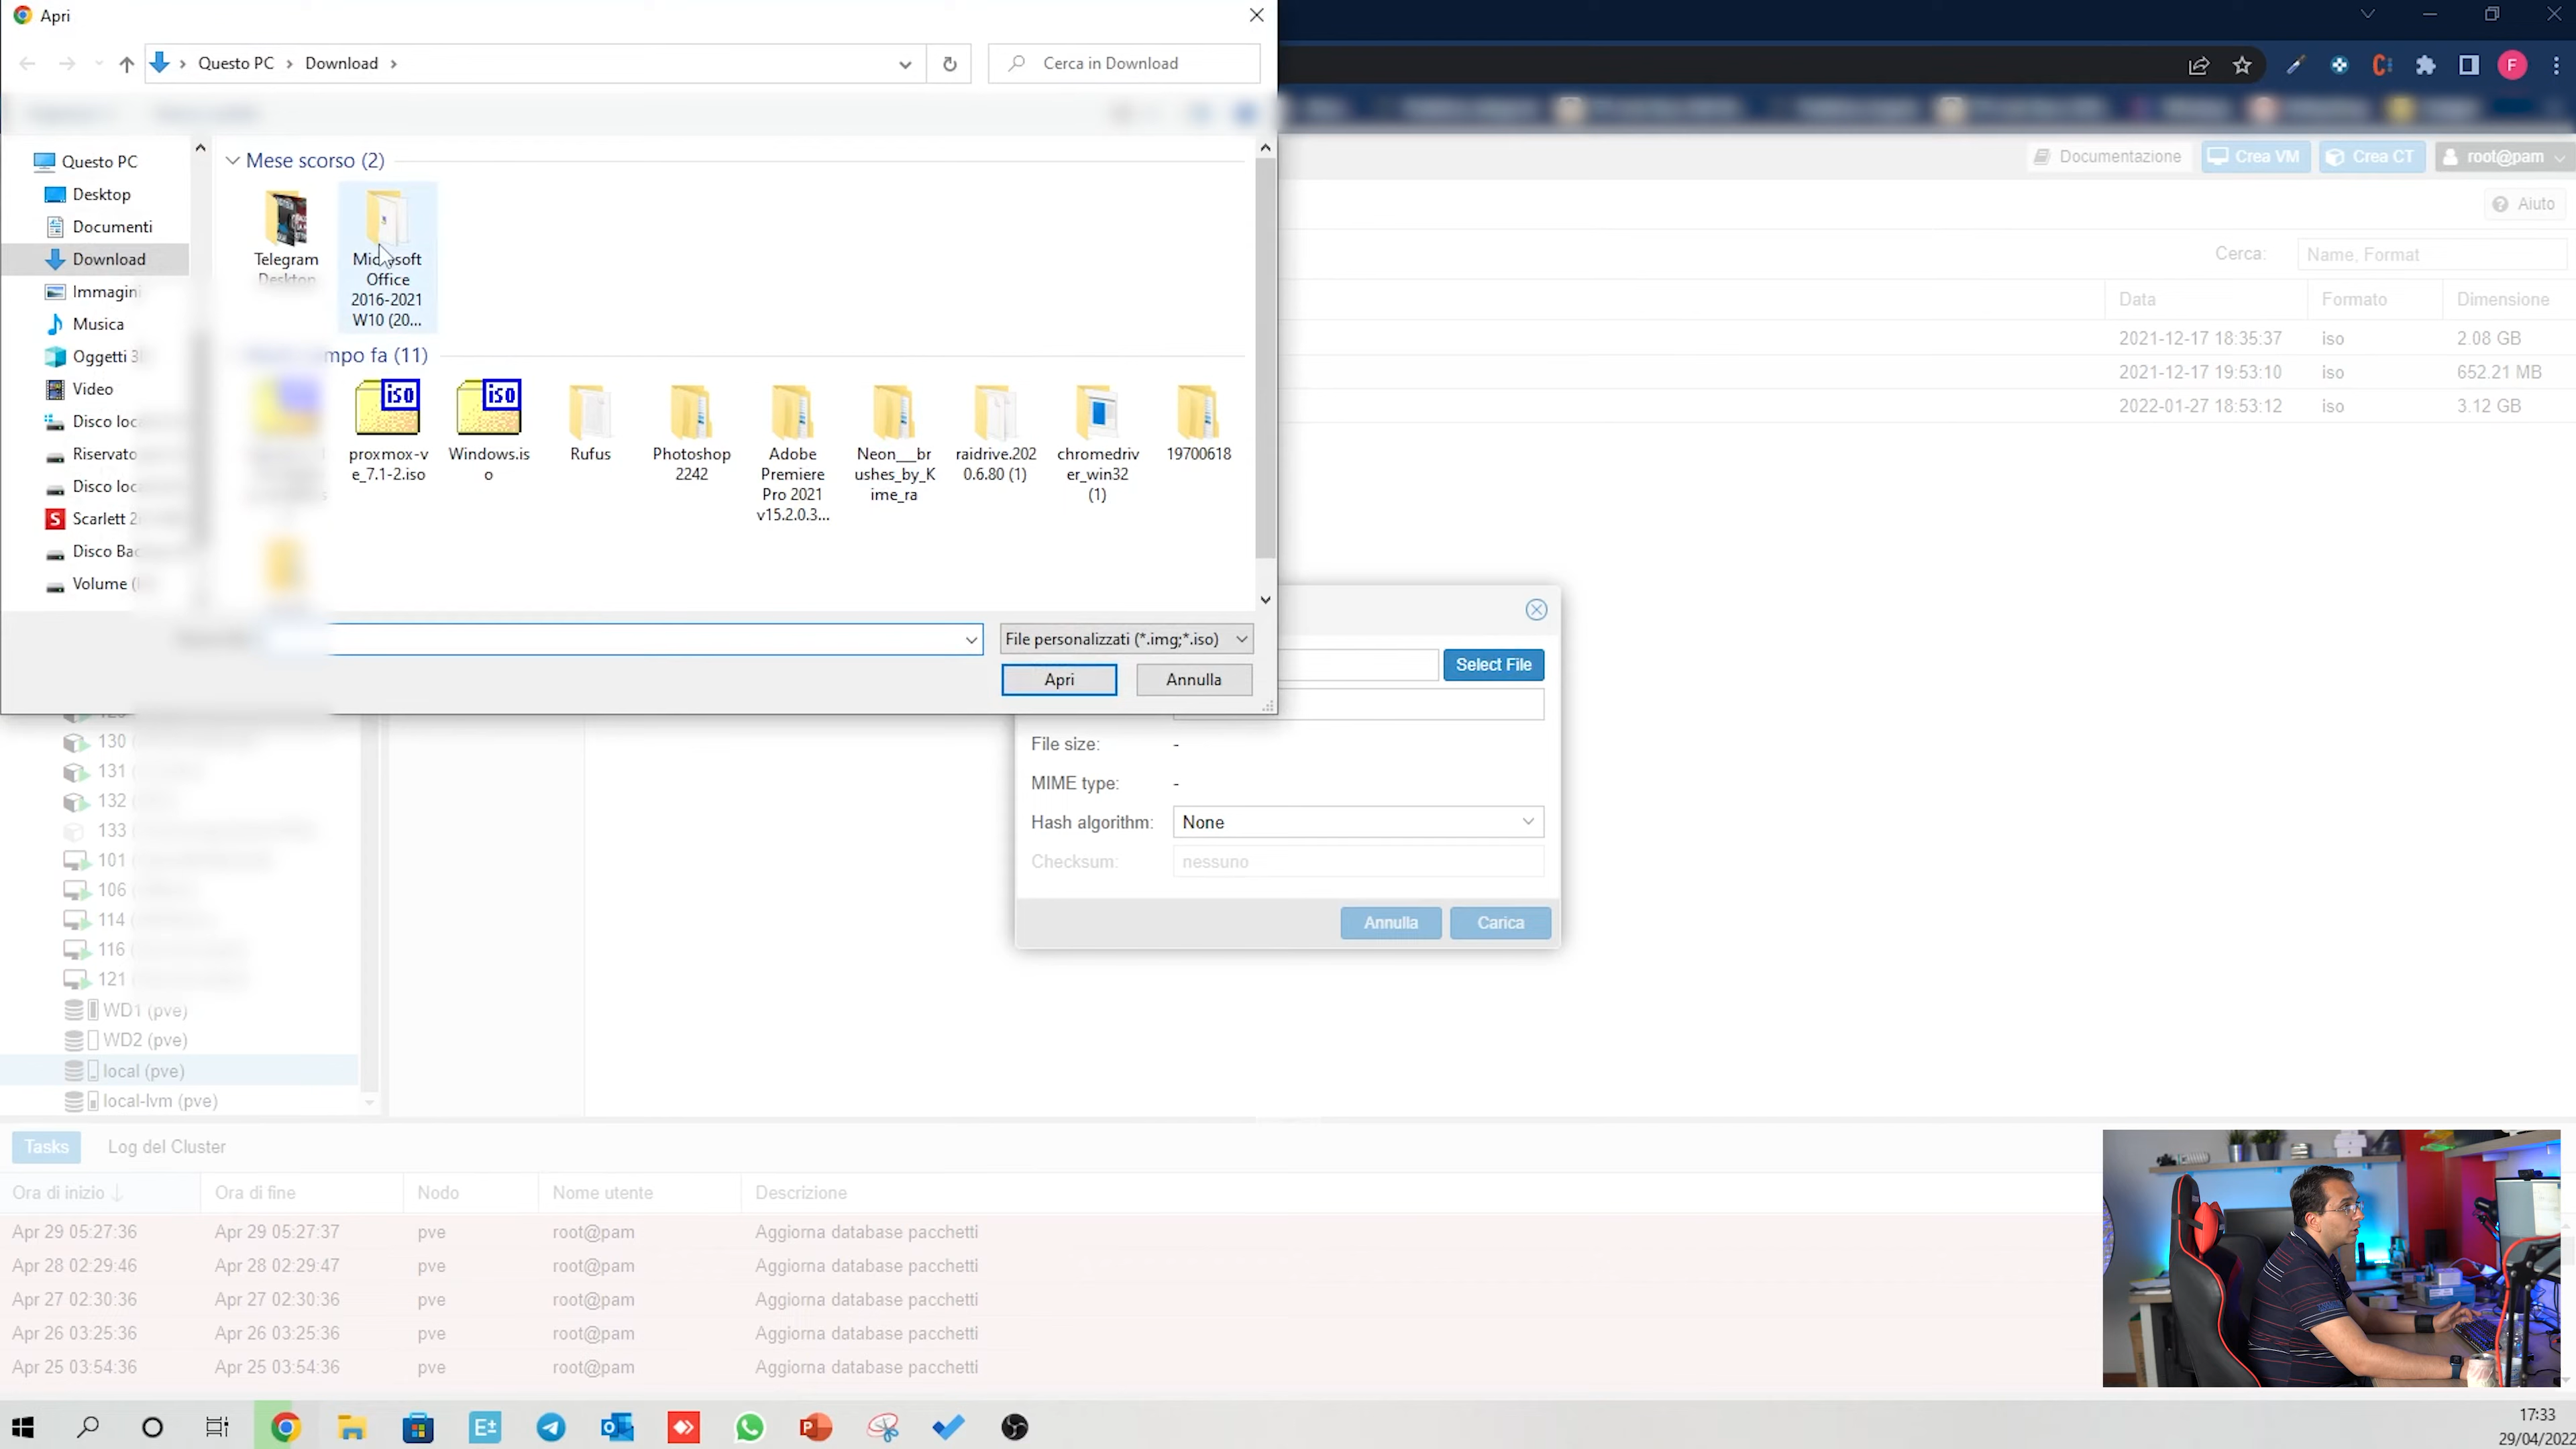 Apri
Questo PC
Download
Cerca in Download
Questo PC
Desktop
Documenti
Download
Immagini
Musica
Oggetti
Video
Disco
Riservato
Disco
Scarlett
Disco
Volume
Mese scorso (2)
Telegram
Desktop
Microsoft
Office
2016-2021
W10 (20...
fa (11)
proxmox-v
e_7.1-2.iso
Windows.is
o
Rufus
Photoshop
2242
Adobe
Premiere
Pro 2021
v15.2.0.3...
Neon___br
ushes_by_K
ime_ra
raidrive.202
0.6.80 (1)
chromedriv
er_win32
(1)
19700618
File personalizzati (*.img;*.iso)
Apri
Annulla
F
Documentazione
Crea VM
Crea CT
root@pam
Aiuto
Cerca:
Name, Format
Data
Formato
Dimensione
2021-12-17 18:35:37
iso
2.08 GB
2021-12-17 19:53:10
iso
652.21 MB
2022-01-27 18:53:12
iso
3.12 GB
Select File
File size:
-
MIME type:
-
Hash algorithm:
None
Checksum:
nessuno
Annulla
Carica
130
131
132
133
101
106
114
116
121
WD1 (pve)
WD2 (pve)
local (pve)
local-lvm (pve)
Tasks
Log del Cluster
Ora di inizio
Ora di fine
Nodo
Nome utente
Descrizione
Apr 29 05:27:36
Apr 29 05:27:37
pve
root@pam
Aggiorna database pacchetti
Apr 28 02:29:46
Apr 28 02:29:47
pve
root@pam
Aggiorna database pacchetti
Apr 27 02:30:36
Apr 27 02:30:36
pve
root@pam
Aggiorna database pacchetti
Apr 26 03:25:36
Apr 26 03:25:36
pve
root@pam
Aggiorna database pacchetti
Apr 25 03:54:36
Apr 25 03:54:36
pve
root@pam
Aggiorna database pacchetti
17:33
29/04/2022